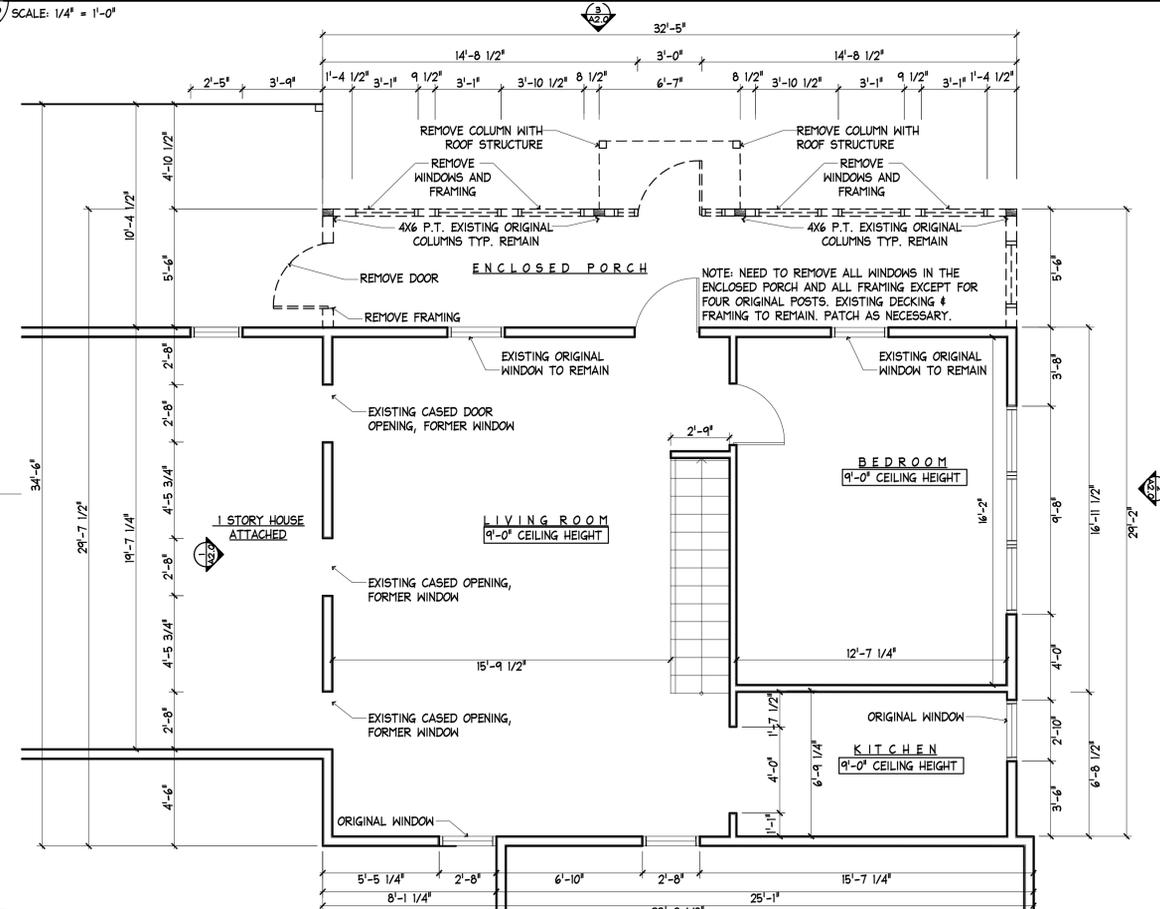 SCALE: 1/4" = 1'-0"
3
A2.0
32'-5"
14'-8 1/2"
3'-0"
14'-8 1/2"
2'-5"
3'-9"
1'-4 1/2"
3'-1"
9 1/2"
3'-1"
3'-10 1/2"
8 1/2"
6'-7"
8 1/2"
3'-10 1/2"
3'-1"
9 1/2"
3'-1"
1'-4 1/2"
REMOVE COLUMN WITH
ROOF STRUCTURE
REMOVE COLUMN WITH
ROOF STRUCTURE
REMOVE
WINDOWS AND
FRAMING
REMOVE
WINDOWS AND
FRAMING
4'-10 1/2"
10'-4 1/2"
4X6 P.T. EXISTING ORIGINAL
COLUMNS TYP. REMAIN
4X6 P.T. EXISTING ORIGINAL
COLUMNS TYP. REMAIN
ENCLOSED PORCH
REMOVE DOOR
REMOVE FRAMING
NOTE: NEED TO REMOVE ALL WINDOWS IN THE
ENCLOSED PORCH AND ALL FRAMING EXCEPT FOR
FOUR ORIGINAL POSTS. EXISTING DECKING &
FRAMING TO REMAIN. PATCH AS NECESSARY.
5'-6"
5'-6"
EXISTING ORIGINAL
WINDOW TO REMAIN
EXISTING ORIGINAL
WINDOW TO REMAIN
2'-8"
3'-8"
EXISTING CASED DOOR
OPENING, FORMER WINDOW
2'-8"
2'-9"
BEDROOM
9'-0" CEILING HEIGHT
34'-6"
29'-7 1/2"
19'-7 1/4"
4'-5 3/4"
1 STORY HOUSE
ATTACHED
1
A2.0
LIVING ROOM
9'-0" CEILING HEIGHT
16'-2"
9'-8"
16'-11 1/2"
29'-2"
A2.0
2'-8"
EXISTING CASED OPENING,
FORMER WINDOW
4'-5 3/4"
15'-9 1/2"
12'-7 1/4"
4'-0"
2'-8"
EXISTING CASED OPENING,
FORMER WINDOW
1'-7 1/2"
ORIGINAL WINDOW
2'-10"
KITCHEN
9'-0" CEILING HEIGHT
4'-0"
6'-9 1/4"
6'-8 1/2"
4'-6"
3'-6"
1'-1"
ORIGINAL WINDOW
5'-5 1/4"
2'-8"
6'-10"
2'-8"
15'-7 1/4"
8'-1 1/4"
25'-1"